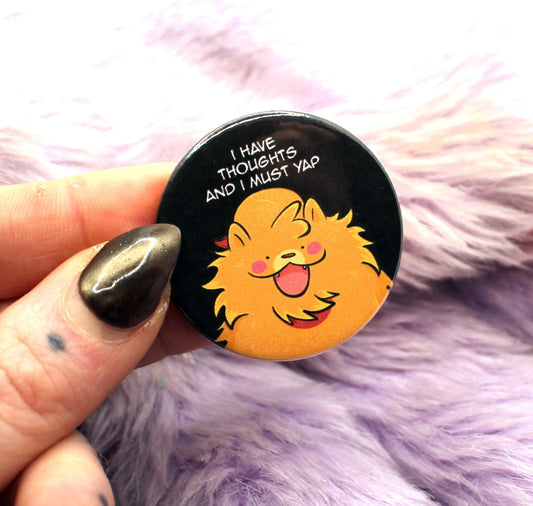 I HAVE
THOUGHTS
AND I MUST YAP